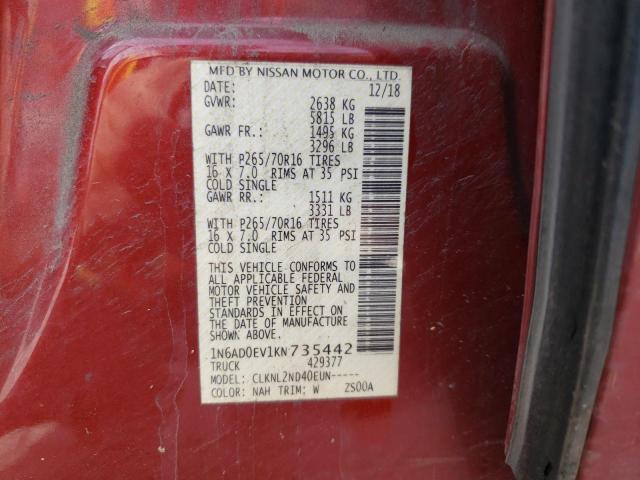 MFD BY NISSAN MOTOR CO., LTD.
DATE: 12/18
GVWR: 2638 KG
5815 LB
GAWR FR.: 1495 KG
3296 LB
WITH P265/70R16 TIRES
16 X 7.0 RIMS AT 35 PSI
COLD SINGLE
GAWR RR.: 1511 KG
3331 LB
WITH P265/70R16 TIRES
16 X 7.0 RIMS AT 35 PSI
COLD SINGLE
THIS VEHICLE CONFORMS TO
ALL APPLICABLE FEDERAL
MOTOR VEHICLE SAFETY AND
THEFT PREVENTION
STANDARDS IN EFFECT ON
THE DATE OF MANUFACTURE
SHOWN ABOVE.
1N6AD0EV1KN735442
TRUCK 429377
MODEL: CLKNL2ND40EUN-----
COLOR: NAH TRIM: W ZS00A